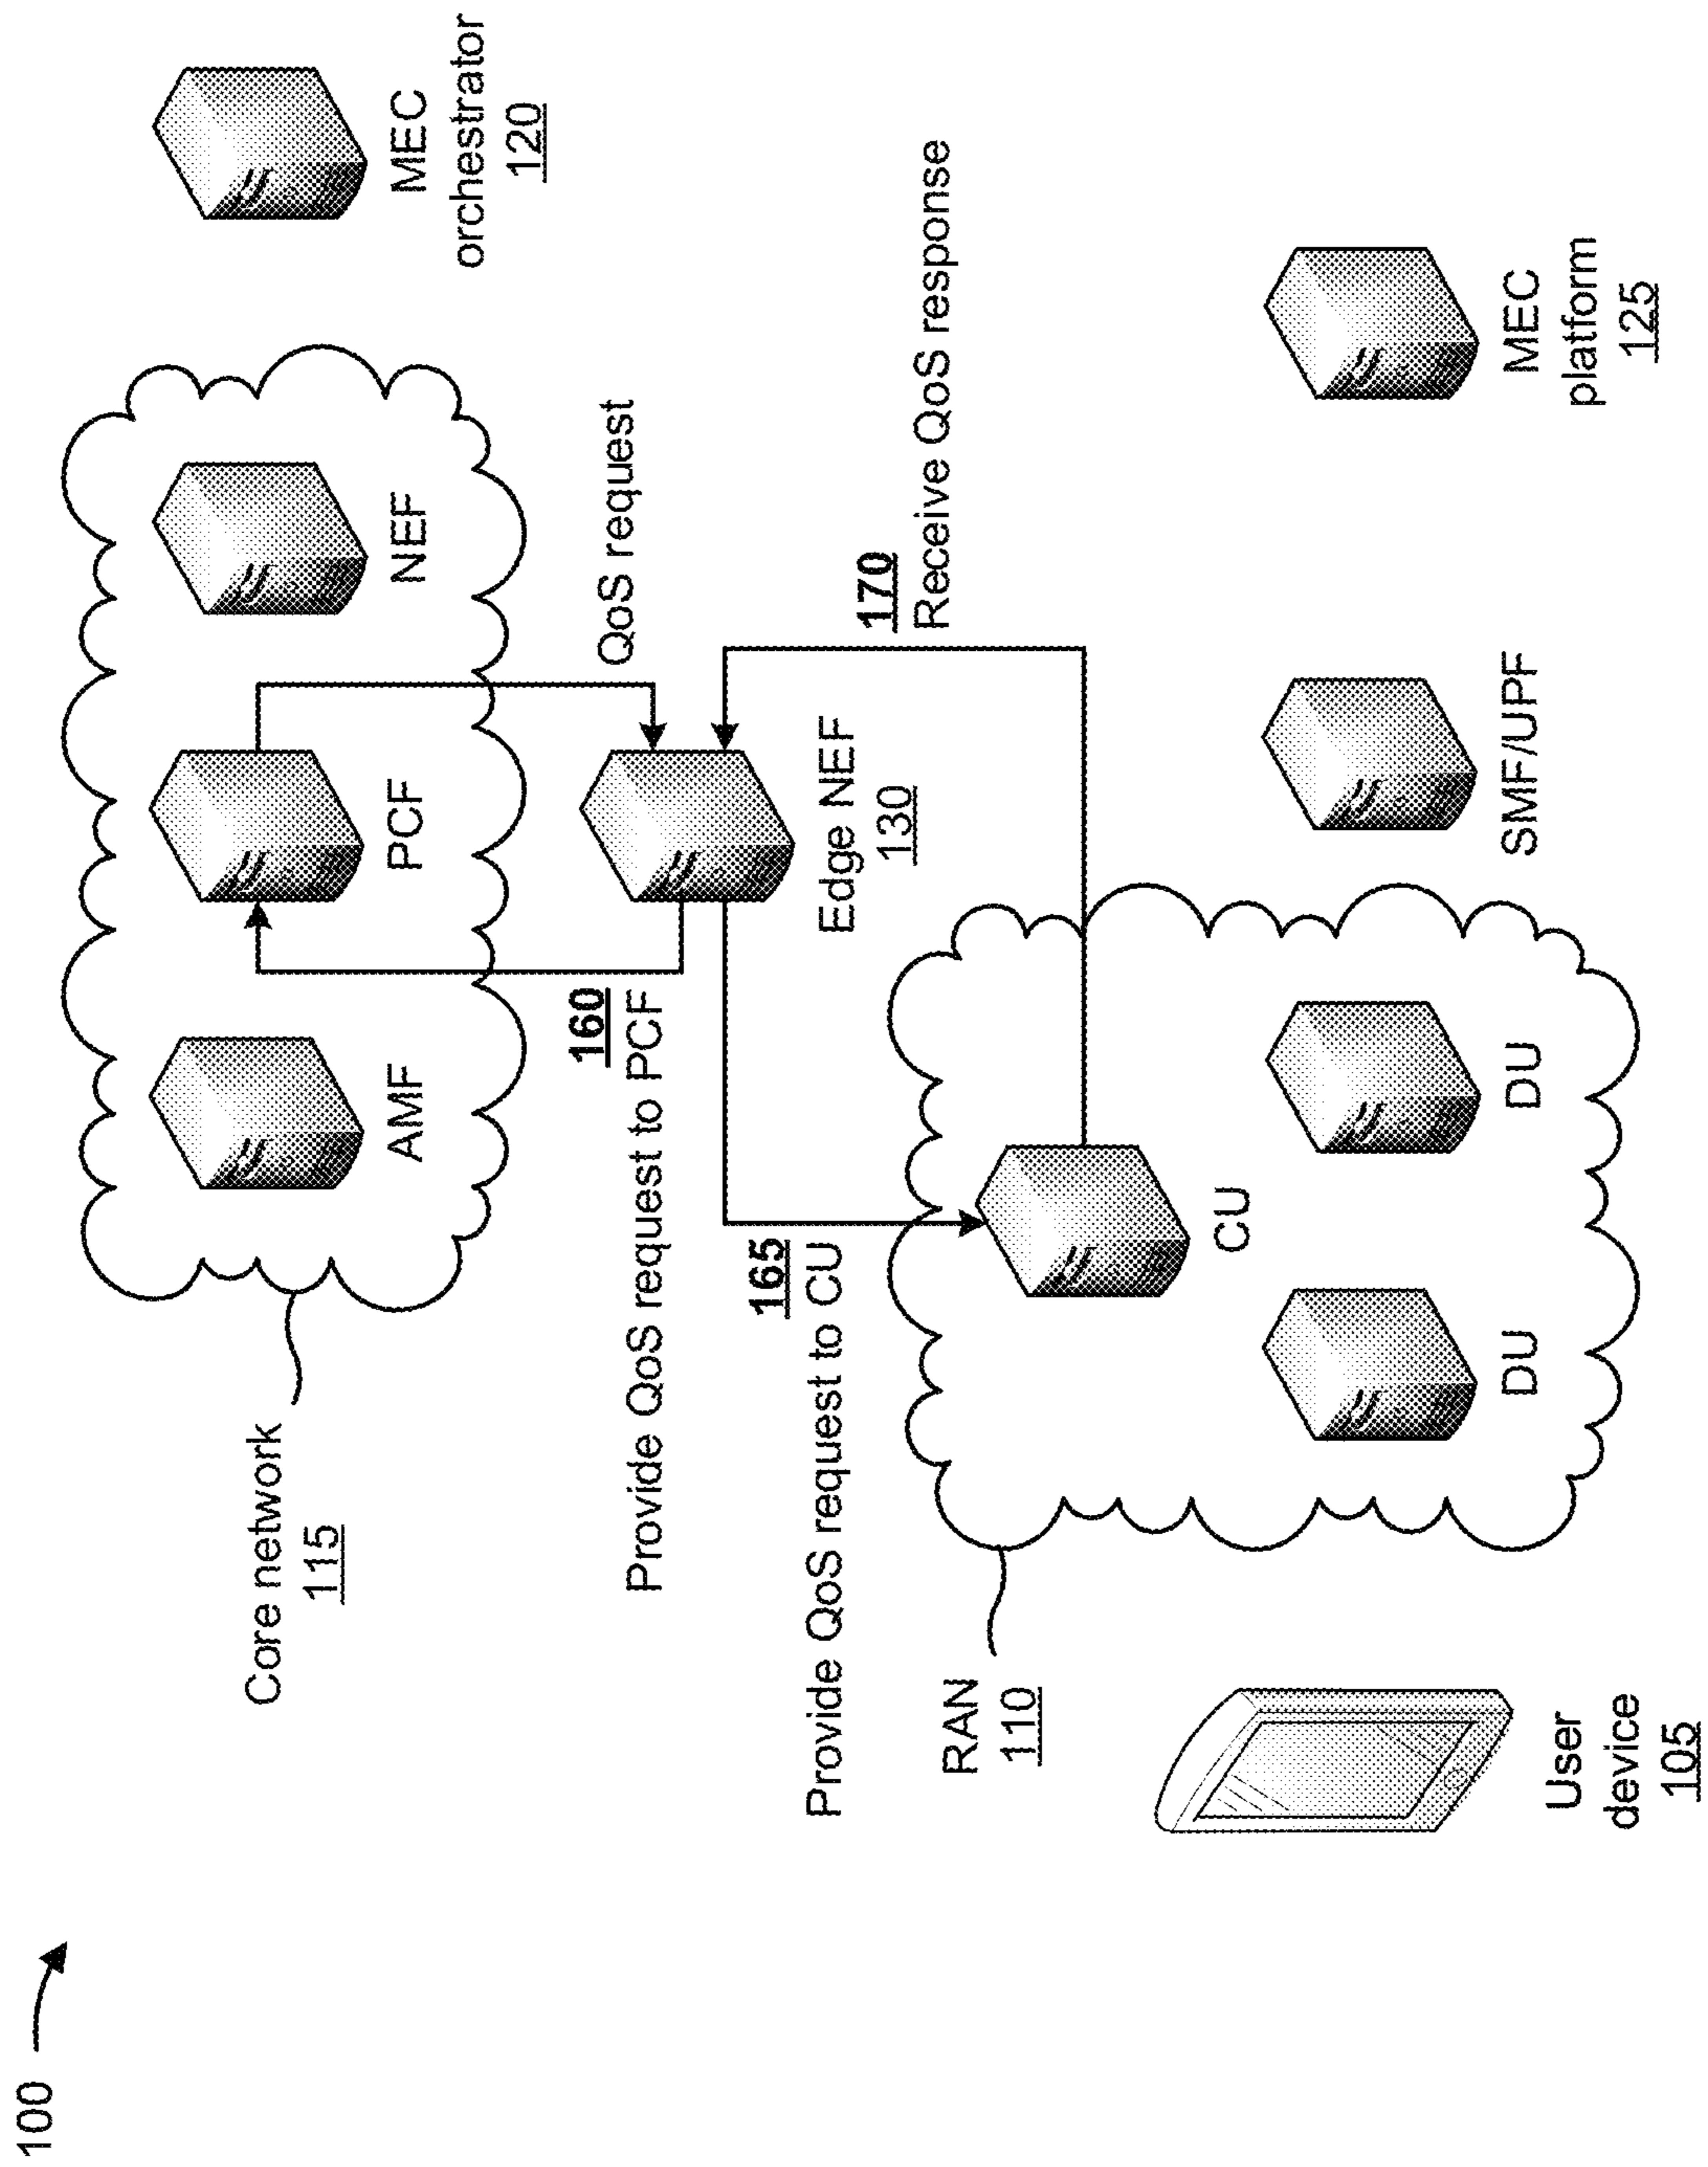 100
Core network
115
AMF
PCF
NEF
MEC
orchestrator
120
160
Provide QoS request to PCF
QoS request
Edge NEF
130
165
Provide QoS request to CU
170
Receive QoS response
RAN
110
CU
DU
DU
SMF/UPF
MEC
platform
125
User
device
105